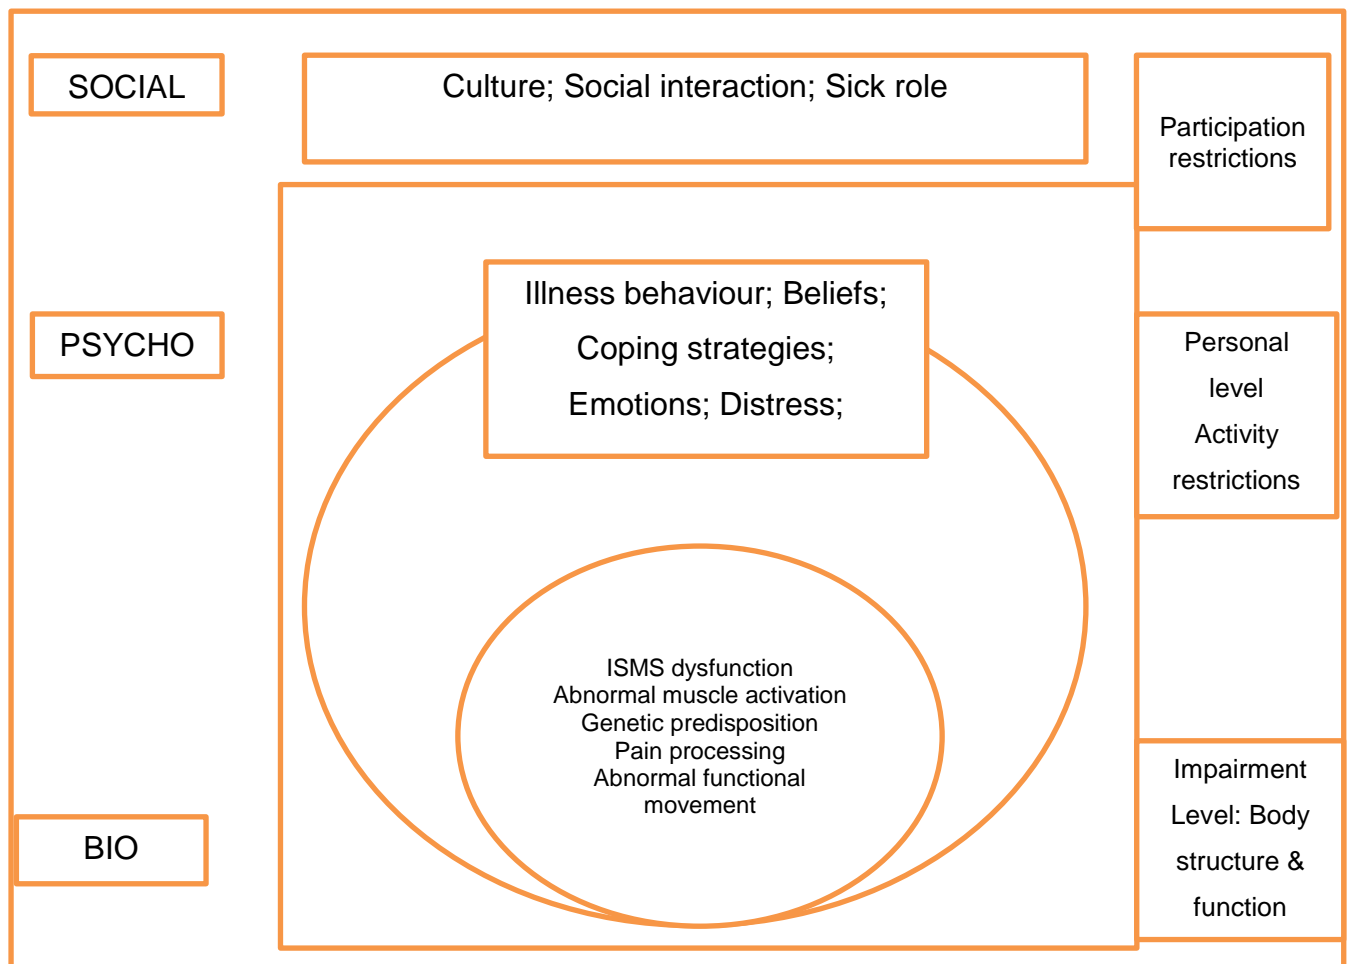 SOCIAL
Culture; Social interaction; Sick role
Participation
restrictions
PSYCHO
Illness behaviour; Beliefs;
Coping strategies;
Emotions; Distress;
Personal
level
Activity
restrictions
ISMS dysfunction
Abnormal muscle activation
Genetic predisposition
Pain processing
Abnormal functional
movement
BIO
Impairment
Level: Body
structure &
function